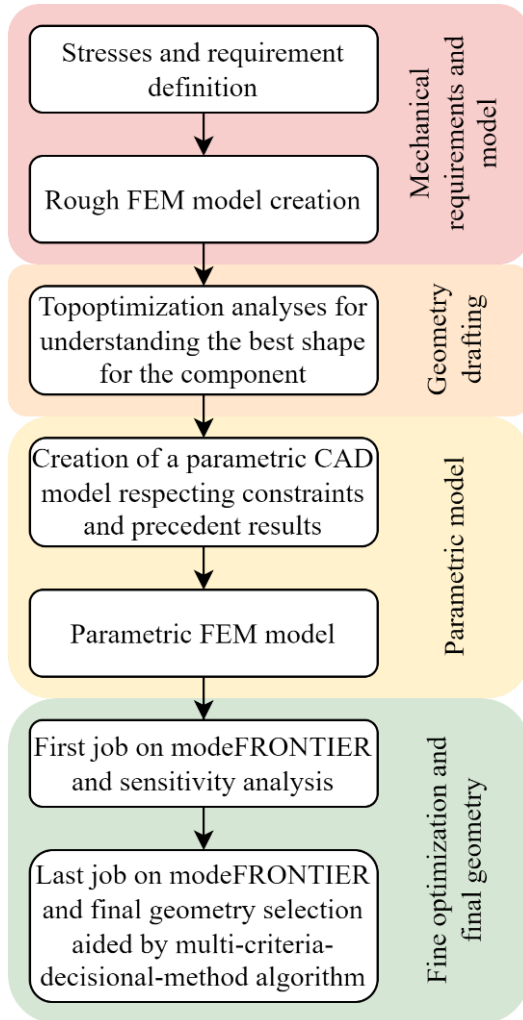 Stresses and requirement
definition
Rough FEM model creation
Mechanical
requirements and
model
Topoptimization analyses for
understanding the best shape
for the component
Geometry
drafting
Creation of a parametric CAD
model respecting constraints
and precedent results
Parametric FEM model
Parametric model
First job on modeFRONTIER
and sensitivity analysis
Last job on modeFRONTIER
and final geometry selection
aided by multi-criteria-
decisional-method algorithm
Fine optimization and
final geometry